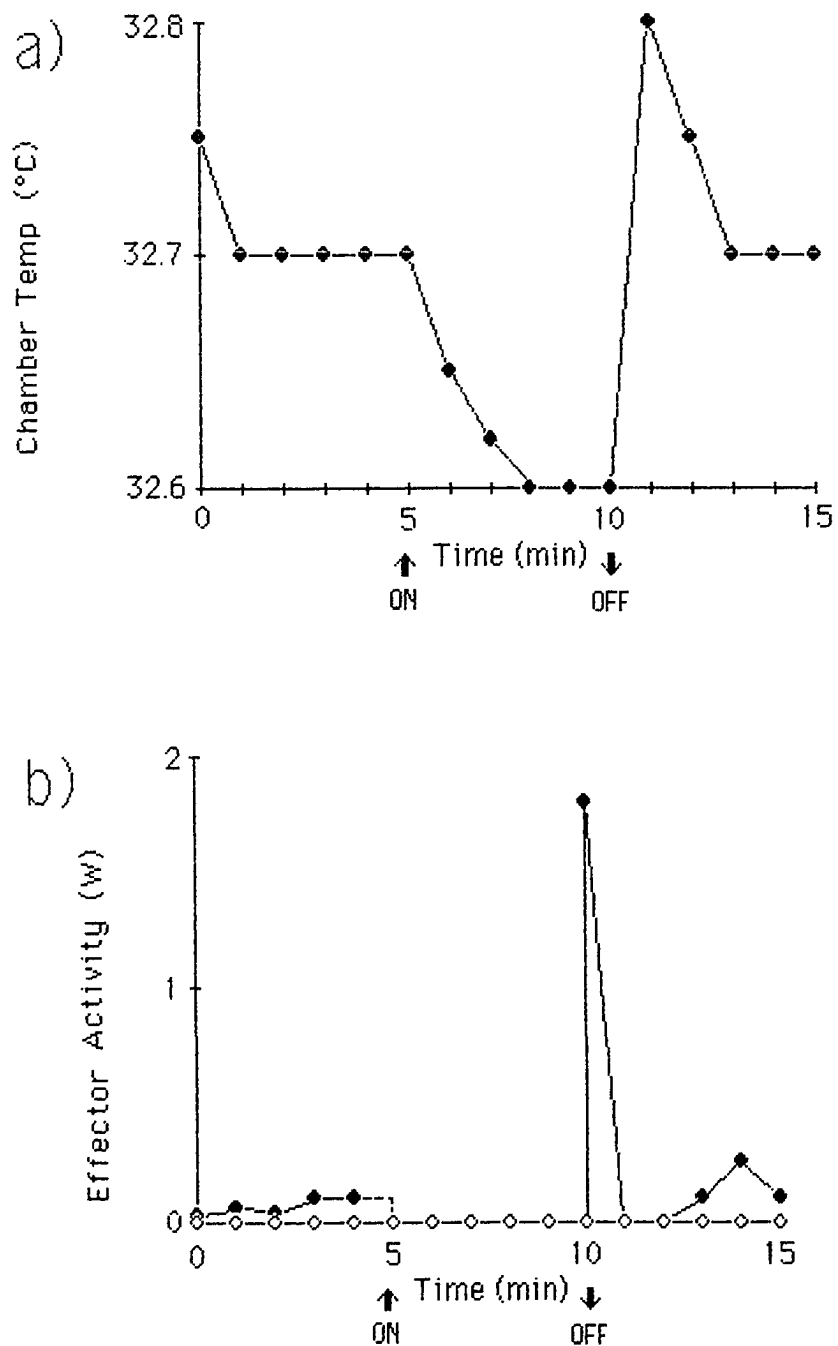 a)
Chamber Temp (°C)
32.8
32.7
32.6
0 5 10 15
Time (min)
ON OFF
b)
Effector Activity (W)
2
1
0
0 5 10 15
Time (min)
ON OFF